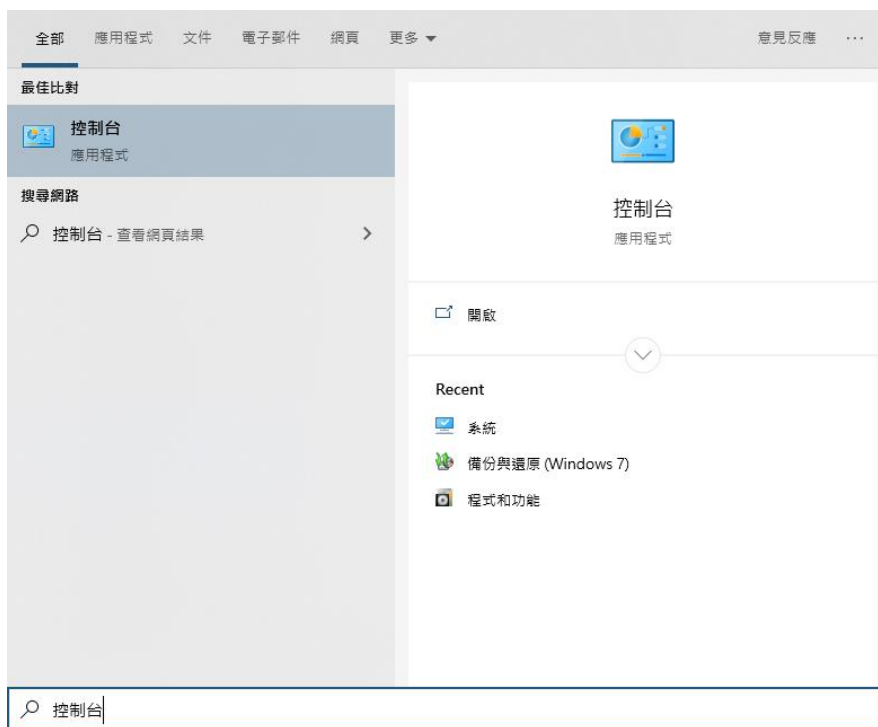 全部 應用程式 文件 電子郵件 網頁 更多 意見反應 ...
最佳比對
控制台
應用程式
搜尋網路
控制台 - 查看網頁結果
控制台
應用程式
開啟
Recent
系統
備份與還原 (Windows 7)
程式和功能
控制台